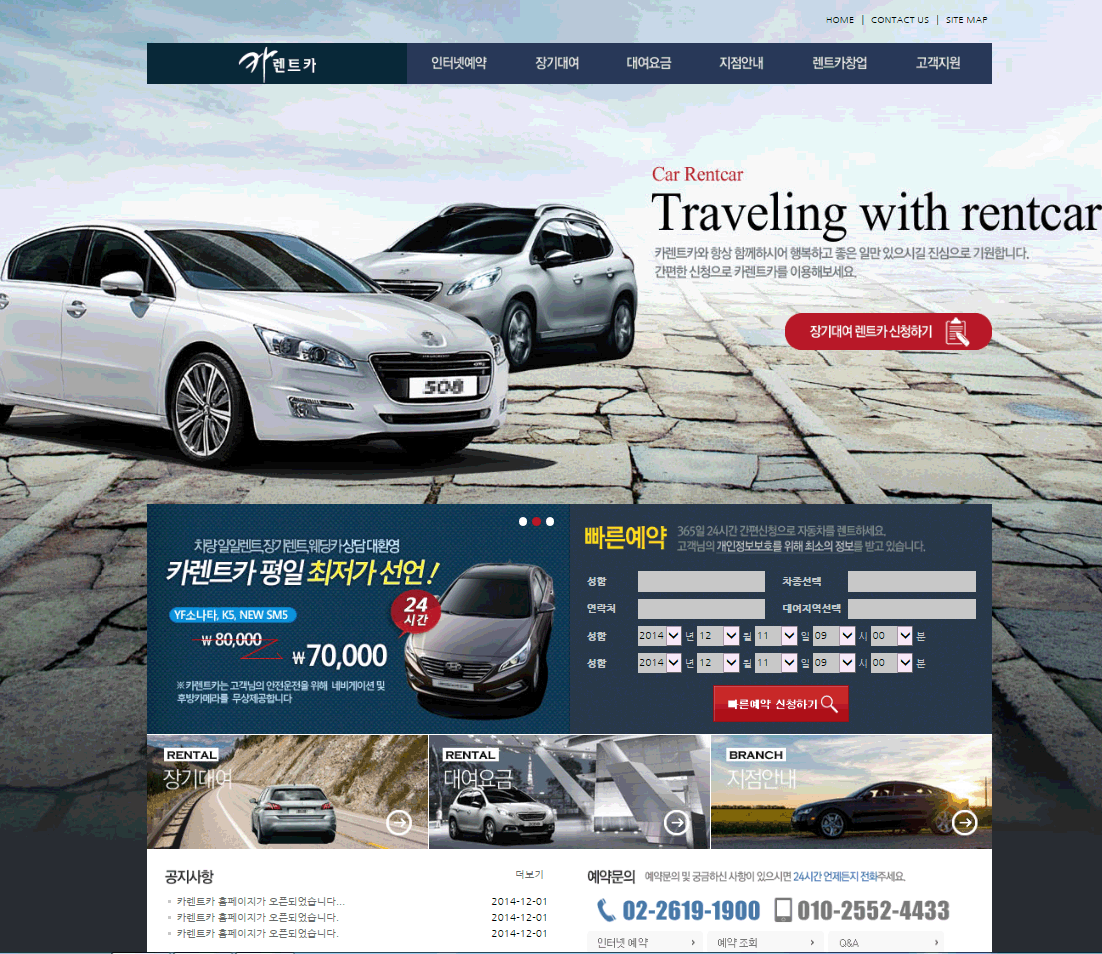 HOME | CONTACT US | SITE MAP
카렌트카 인터넷예약 장기대여 대여요금 지점안내 렌트카창업 고객지원
Car Rentcar
Traveling with rentcar
카렌트카와 항상 함께하시어 행복하고 좋은 일만 있으시길 진심으로 기원합니다.
간편한 신청으로 카렌트카를 이용해보세요.
장기대여 렌트카 신청하기
차량 일일렌트,장기렌트,웨딩카 상담 대환영
카렌트카 평일 최저가 선언!
24
시간
YF소나타, K5, NEW SM5
₩ 80,000
₩70,000
※ 카렌트카는 고객님의 안전운전을 위해 네비게이션 및
후방카메라를 무상제공합니다
빠른예약 365일 24시간 간편신청으로 자동차를 렌트하세요.
고객님의 개인정보보호를 위해 최소의 정보를 받고 있습니다.
성함 차종선택
연락처 대여지역선택
성함 2014 년 12 월 11 일 09 시 00 분
성함 2014 년 12 월 11 일 09 시 00 분
빠른예약 신청하기
RENTAL
장기대여
RENTAL
대여요금
BRANCH
지점안내
공지사항 더보기
카렌트카 홈페이지가 오픈되었습니다... 2014-12-01
카렌트카 홈페이지가 오픈되었습니다. 2014-12-01
카렌트카 홈페이지가 오픈되었습니다. 2014-12-01
예약문의 예약문의 및 궁금하신 사항이 있으시면 24시간 언제든지 전화주세요.
02-2619-1900 010-2552-4433
인터넷 예약 예약 조회 Q&A